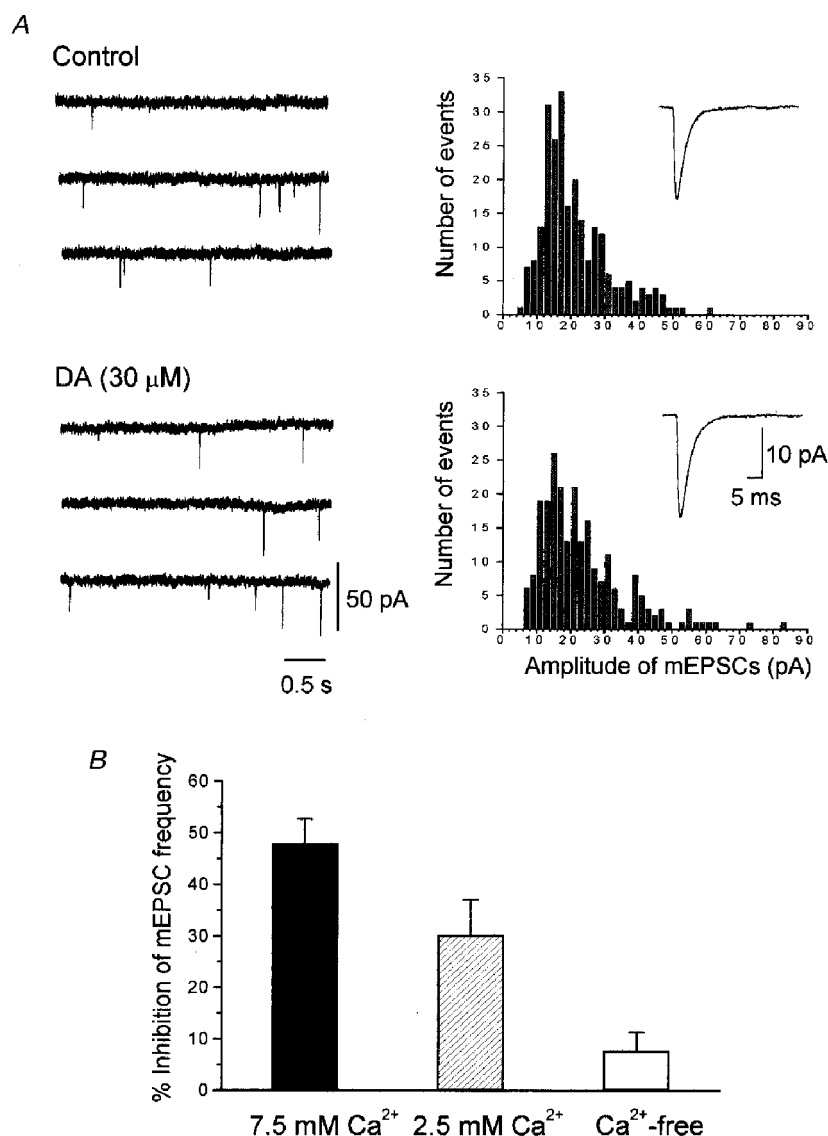 A
Control
Number of events
35
30
25
20
15
10
5
0
0 10 20 30 40 50 60 70 80 90
DA (30 μM)
50 pA
0.5 s
Number of events
35
30
25
20
15
10
5
0
10 pA
5 ms
0 10 20 30 40 50 60 70 80 90
Amplitude of mEPSCs (pA)
B
% Inhibition of mEPSC frequency
60
50
40
30
20
10
0
7.5 mM Ca²⁺ 2.5 mM Ca²⁺ Ca²⁺-free